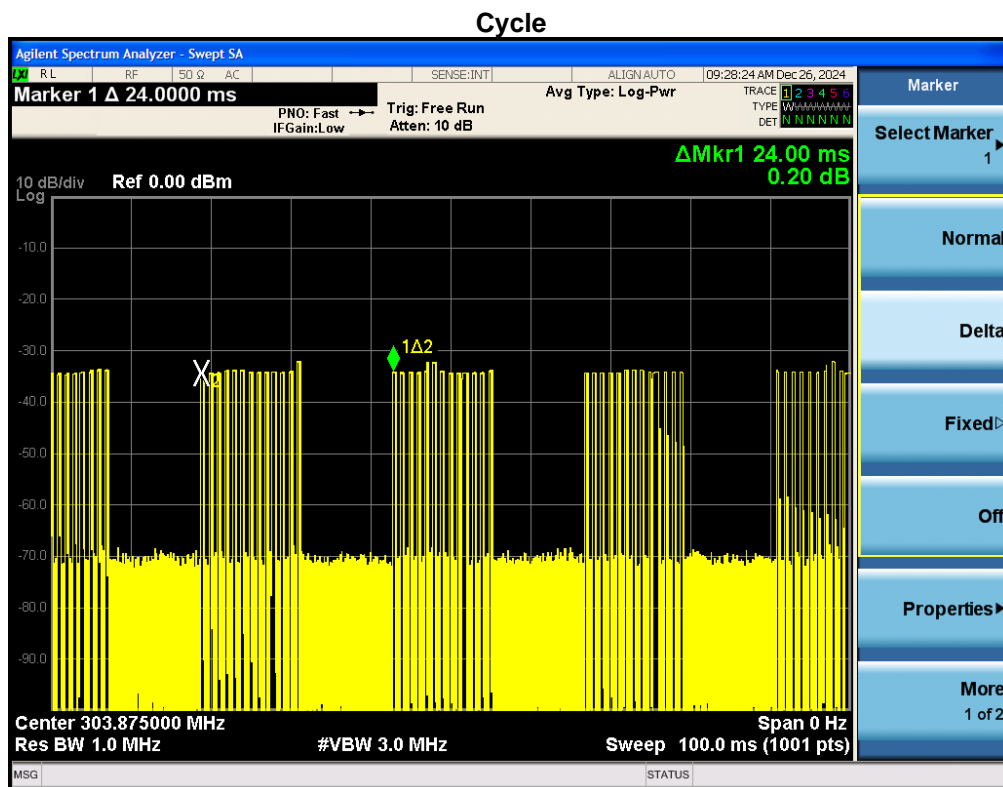 Cycle
Agilent Spectrum Analyzer - Swept SA
LXI RL RF 50 Ω AC SENSE:INT ALIGN AUTO 09:28:24 AM Dec 26, 2024
Marker 1 Δ 24.0000 ms
PNO: Fast
IFGain:Low
Trig: Free Run
Atten: 10 dB
Avg Type: Log-Pwr
TRACE 1 2 3 4 5 6
TYPE WWWWWW
DET N N N N N N
ΔMkr1 24.00 ms
0.20 dB
10 dB/div Ref 0.00 dBm
Log
-10.0
-20.0
-30.0
-40.0
-50.0
-60.0
-70.0
-80.0
-90.0
1Δ2
X2
Center 303.875000 MHz Span 0 Hz
Res BW 1.0 MHz #VBW 3.0 MHz Sweep 100.0 ms (1001 pts)
MSG STATUS
Marker
Select Marker
1
Normal
Delta
Fixed
Off
Properties
More
1 of 2